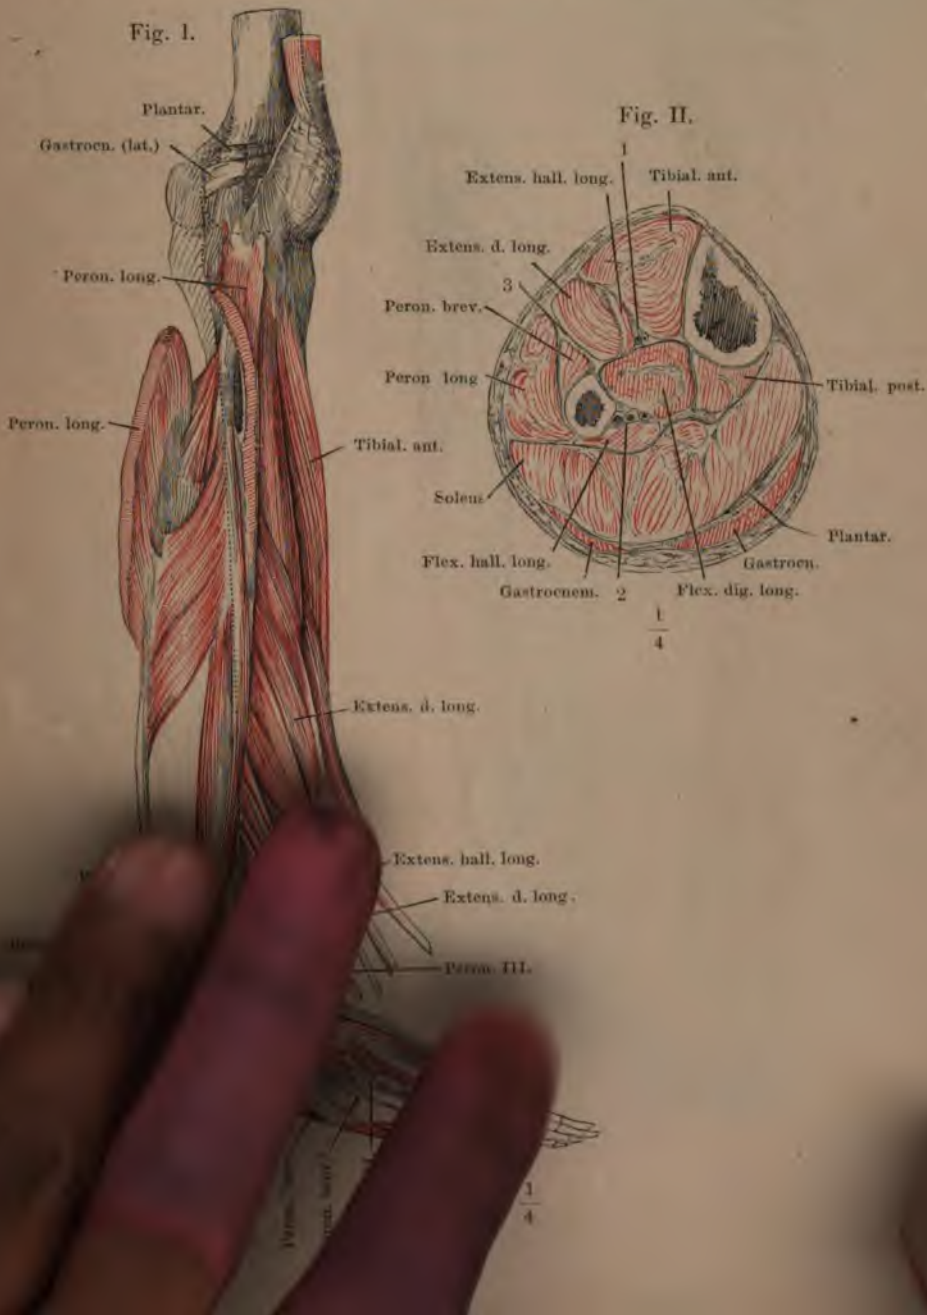 Fig. I.
Plantar.
Gastrocn. (lat.)
Peron. long.
Peron. long.
Tibial. ant.
Extens. d. long.
Extens. hall. long.
Extens. d. long.
Peron. III.
1
4
Fig. II.
1
Extens. hall. long.
Tibial. ant.
Extens. d. long.
3
Peron. brev.
Peron long
Tibial. post.
Soleus
Plantar.
Flex. hall. long.
Gastrocn.
Gastrocnem.
2
Flex. dig. long.
1
4